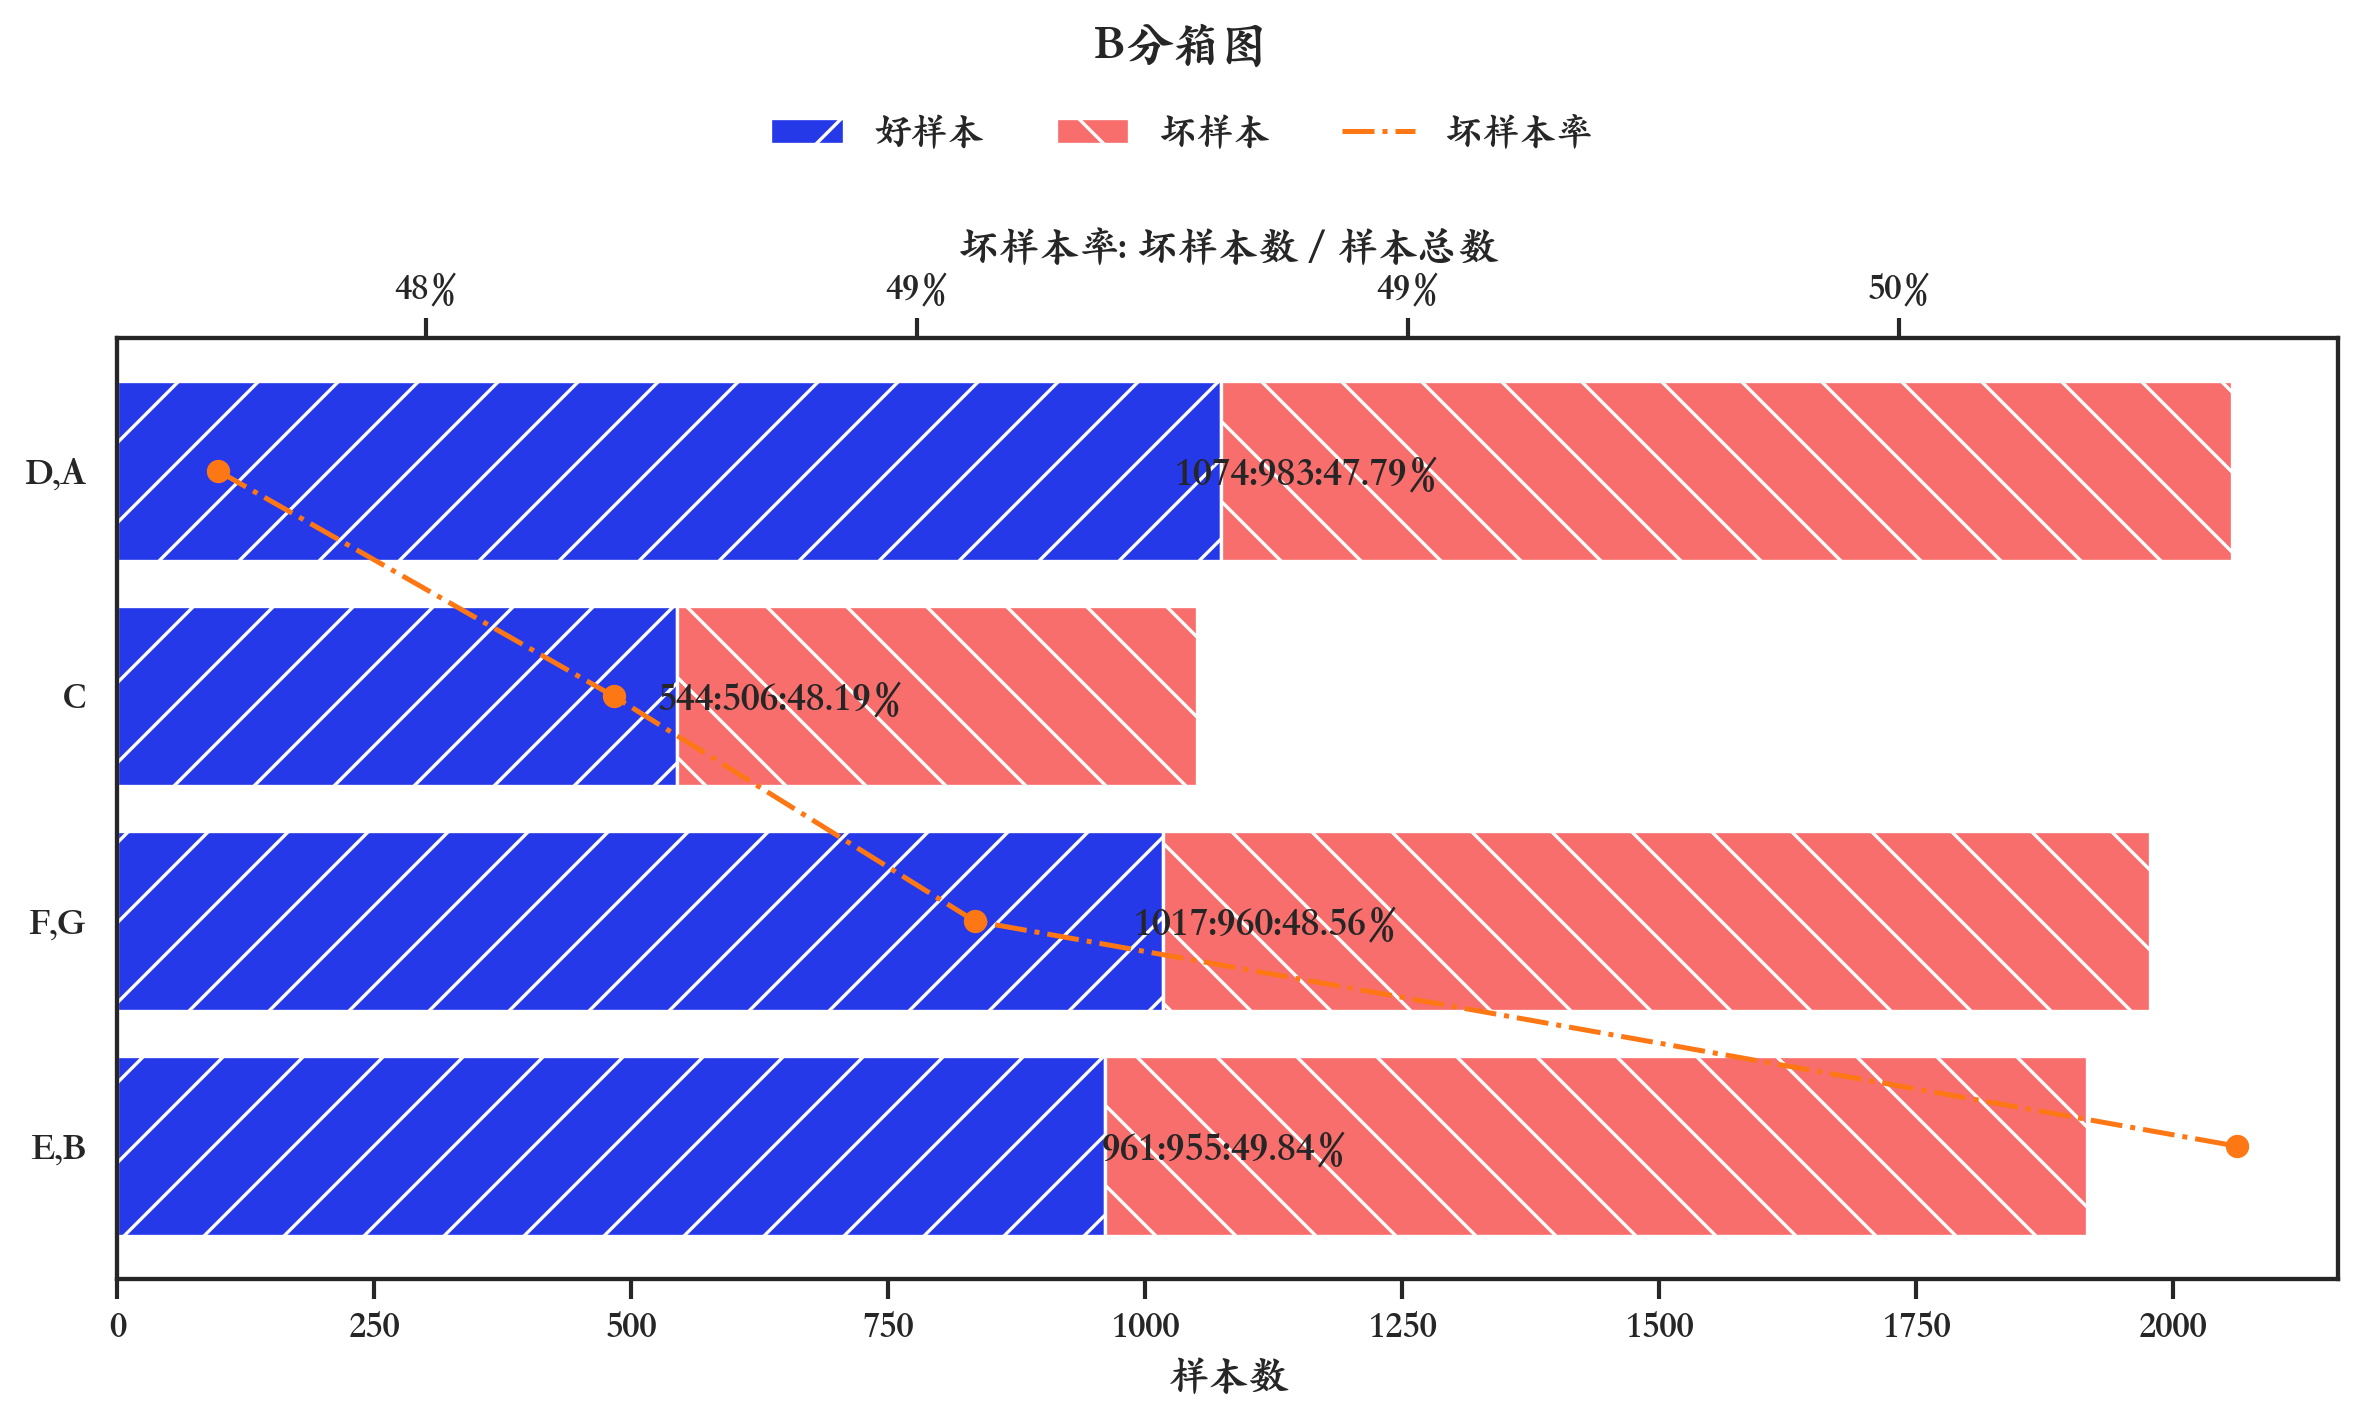 B分箱图
好样本 坏样本 坏样本率
坏样本率: 坏样本数 / 样本总数
48% 49% 49% 50%
D,A 1074:983:47.79%
C 544:506:48.19%
F,G 1017:960:48.56%
E,B 961:955:49.84%
0 250 500 750 1000 1250 1500 1750 2000
样本数